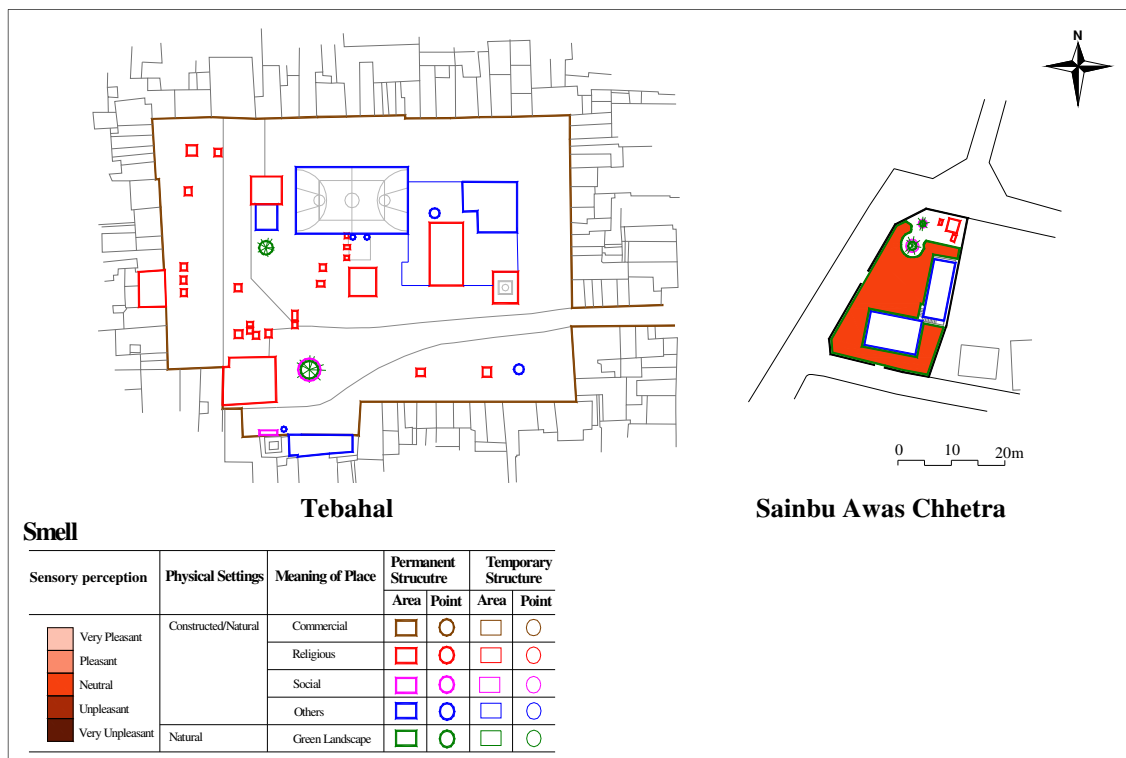 N
0 10 20m
Tebahal
Sainbu Awas Chhetra
Smell
Sensory perception Physical Settings Meaning of Place Permanent Strucutre Temporary Structure
Area Point Area Point
Very Pleasant
Pleasant
Neutral
Unpleasant
Very Unpleasant
Constructed/Natural
Commercial
Religious
Social
Others
Natural
Green Landscape